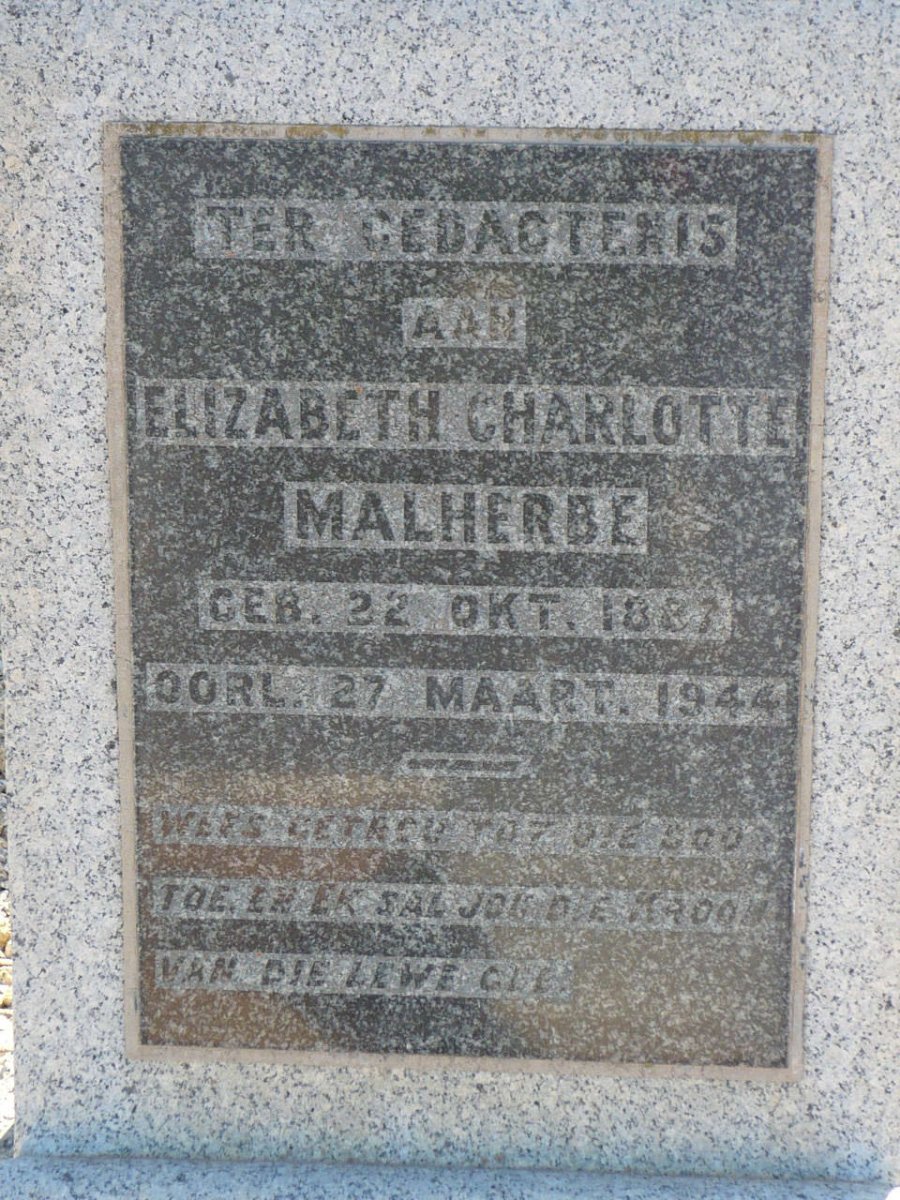 TER GEDAGTENIS
AAN
ELIZABETH CHARLOTTE
MALHERBE
GEB. 22 OKT. 1887
OORL. 27 MAART. 1944
WEES GETROU TOT DIE DOD
TOE, EN EK SAL JOU DIE KROON
VAN DIE LEWE GEE